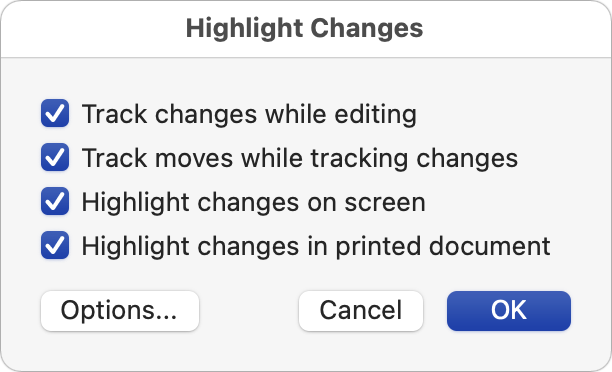 Highlight Changes
Track changes while editing
Track moves while tracking changes
Highlight changes on screen
Highlight changes in printed document
Options...
Cancel
OK